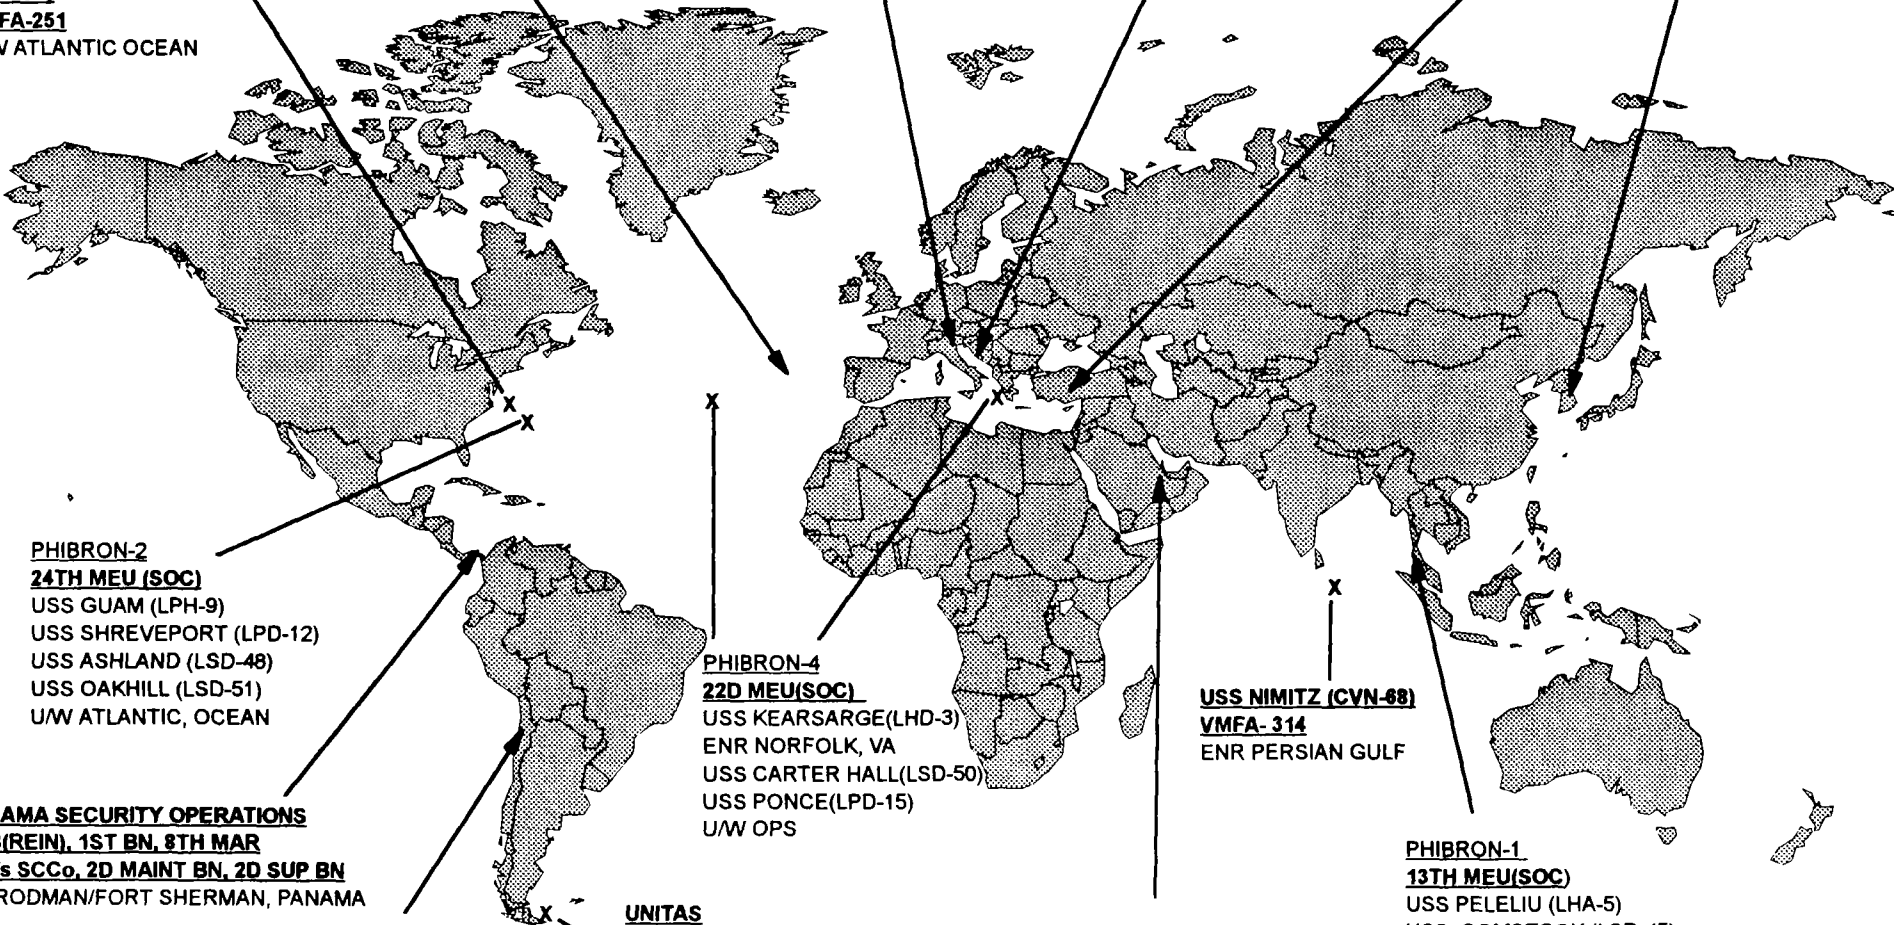 FA-251
ATLANTIC OCEAN
PHIBRON-2
24TH MEU (SOC)
USS GUAM (LPH-9)
USS SHREVEPORT (LPD-12)
USS ASHLAND (LSD-48)
USS OAKHILL (LSD-51)
U/W ATLANTIC, OCEAN
AMA SECURITY OPERATIONS
(REIN), 1ST BN, 8TH MAR
s SCCo, 2D MAINT BN, 2D SUP BN
RODMAN/FORT SHERMAN, PANAMA
UNITAS
PHIBRON-4
22D MEU(SOC)
USS KEARSARGE(LHD-3)
ENR NORFOLK, VA
USS CARTER HALL(LSD-50)
USS PONCE(LPD-15)
U/W OPS
USS NIMITZ (CVN-68)
VMFA- 314
ENR PERSIAN GULF
PHIBRON-1
13TH MEU(SOC)
USS PELELIU (LHA-5)
X
X
X
X
X
X